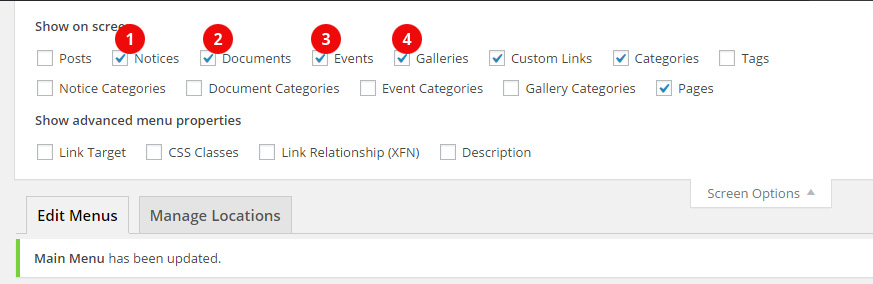 Show on scree
1 2 3 4
Posts Notices Documents Events Galleries Custom Links Categories Tags
Notice Categories Document Categories Event Categories Gallery Categories Pages
Show advanced menu properties
Link Target CSS Classes Link Relationship (XFN) Description
Screen Options
Edit Menus Manage Locations
Main Menu has been updated.